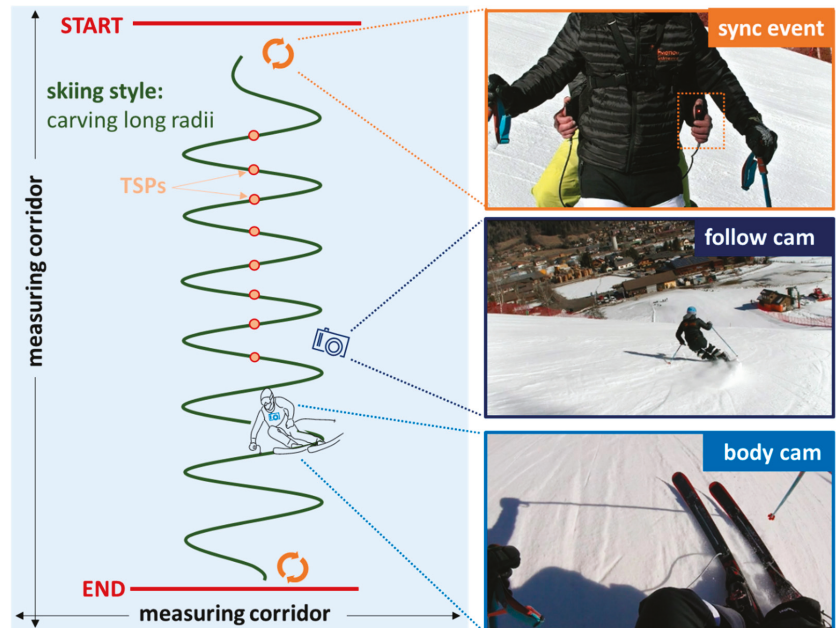 START
sync event
skiing style:
carving long radii
TSPs
measuring corridor
follow cam
body cam
END
measuring corridor